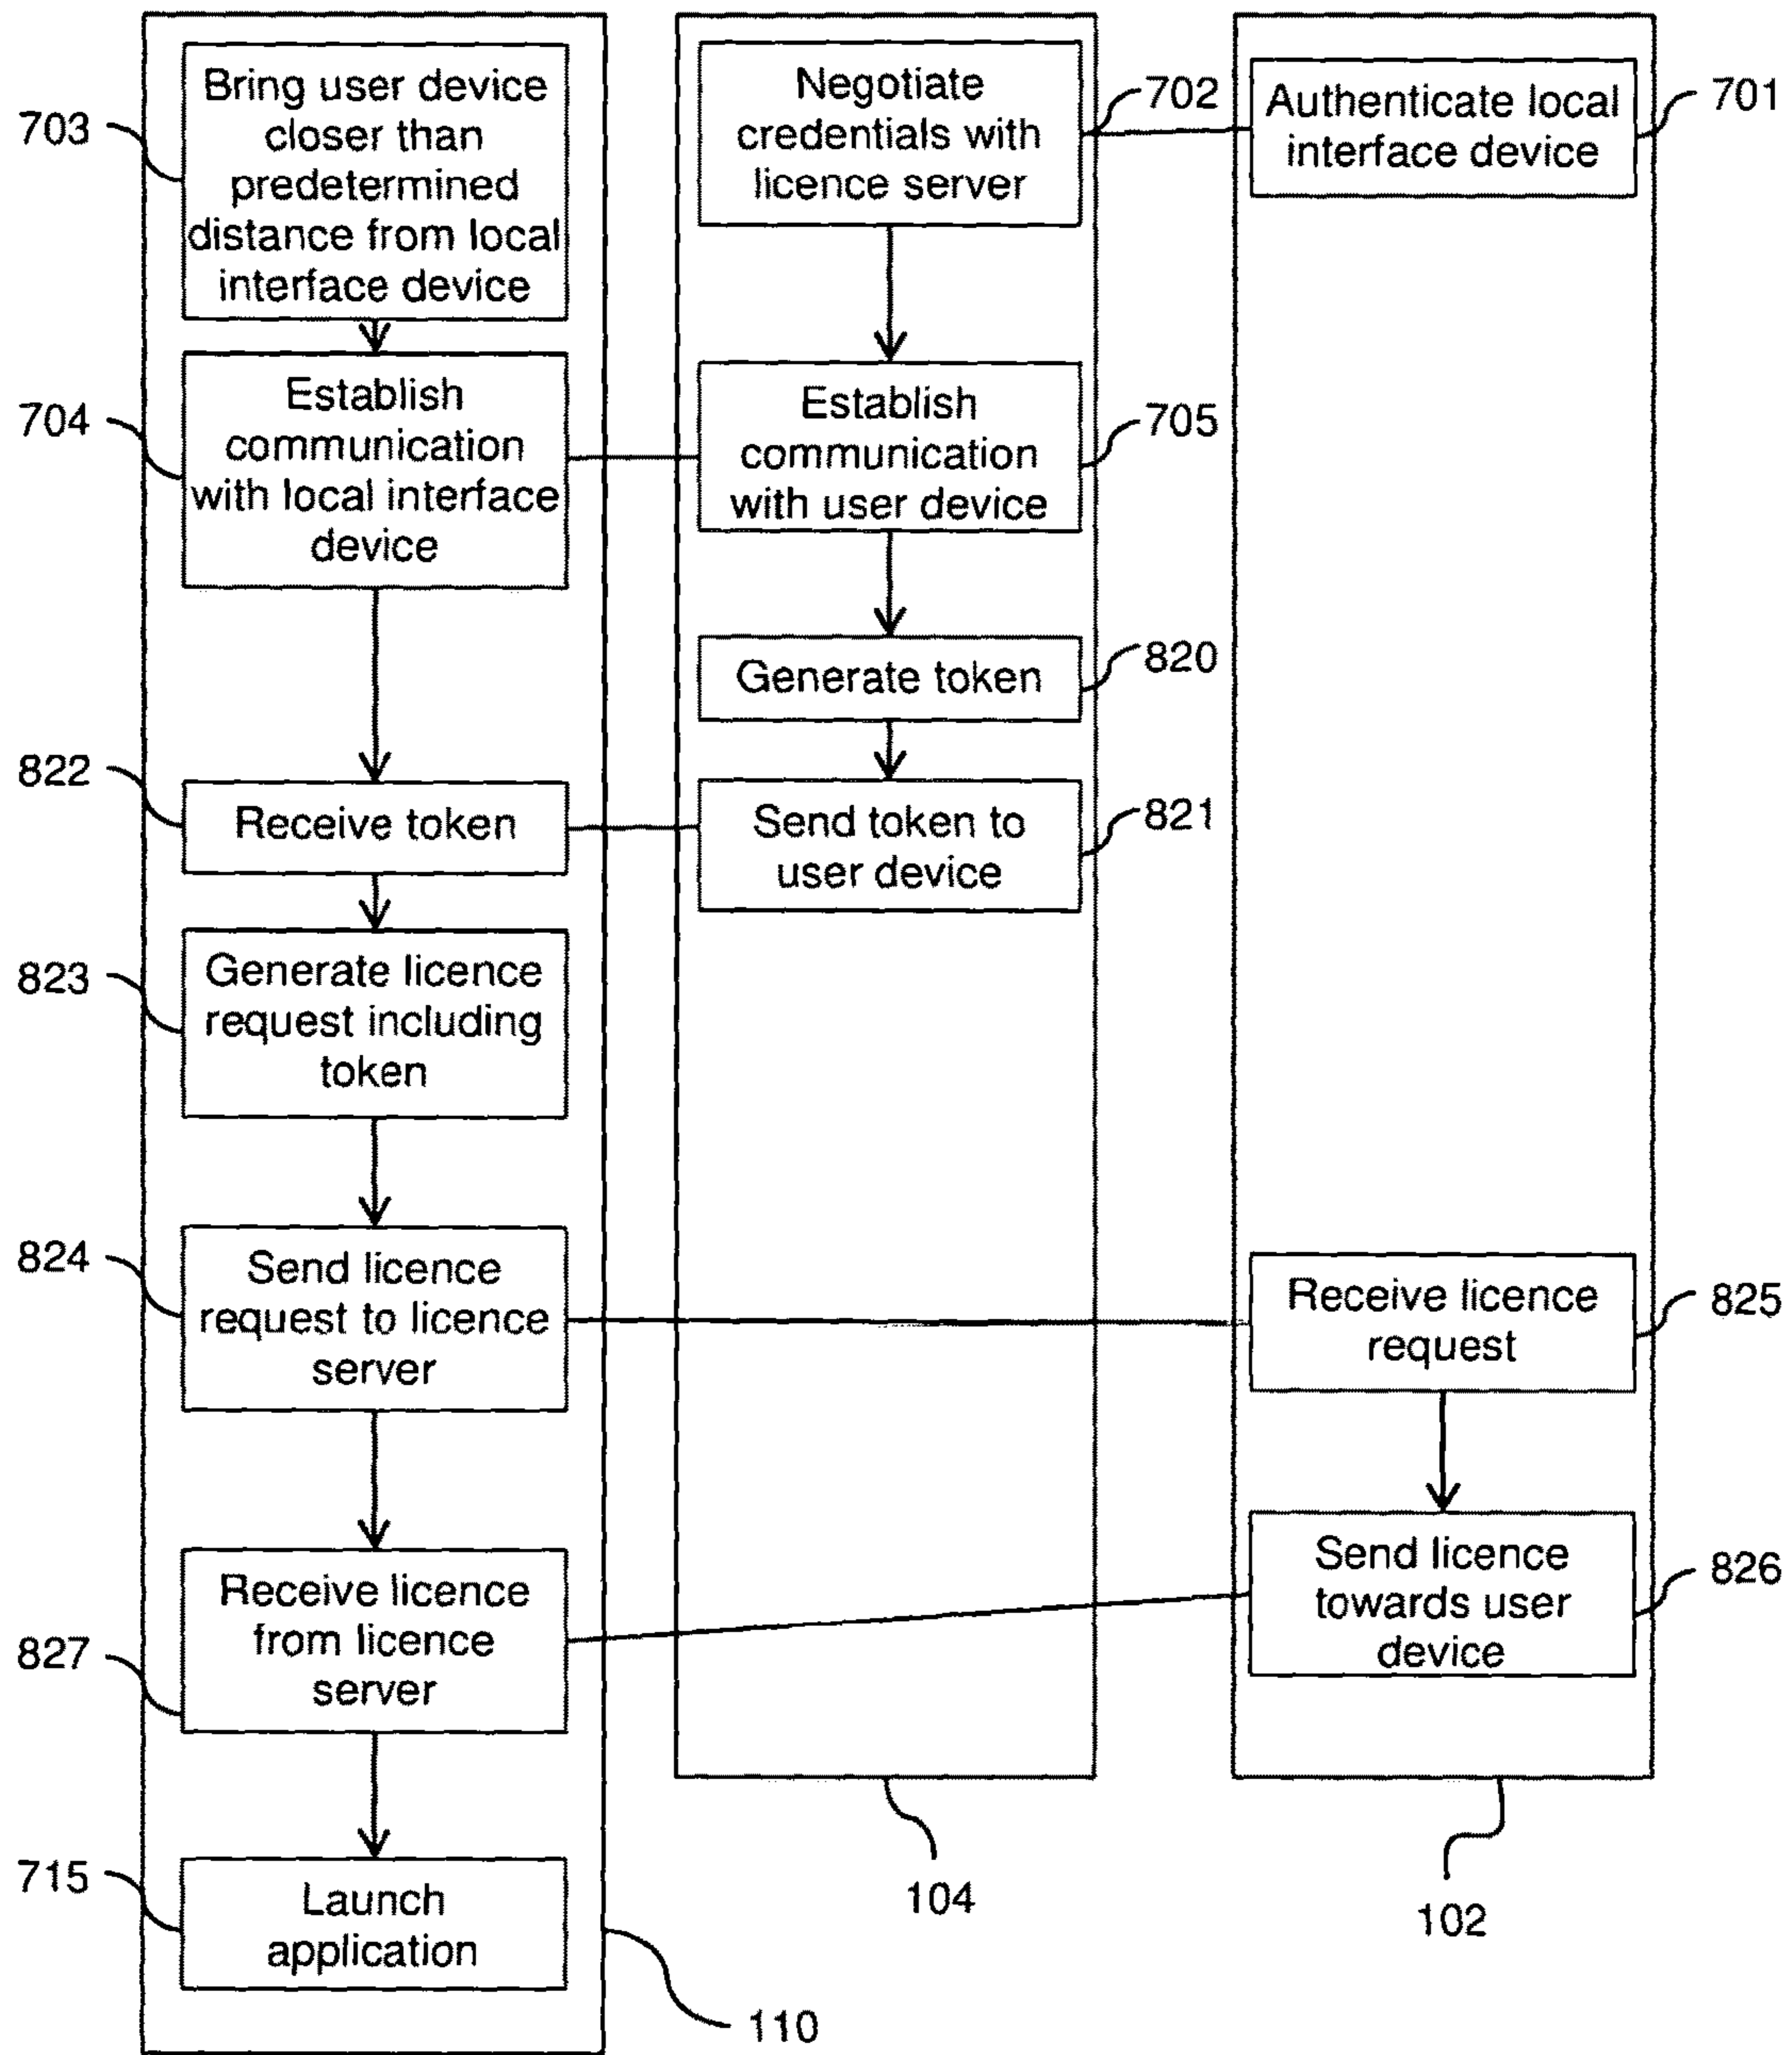 703
Bring user device
closer than
predetermined
distance from local
interface device
704
Establish
communication
with local interface
device
822
Receive token
823
Generate licence
request including
token
824
Send licence
request to licence
server
827
Receive licence
from licence
server
715
Launch
application
110
Negotiate
credentials with
licence server
702
Establish
communication
with user device
705
Generate token
820
Send token to
user device
821
104
Authenticate local
interface device
701
Receive licence
request
825
Send licence
towards user
device
826
102